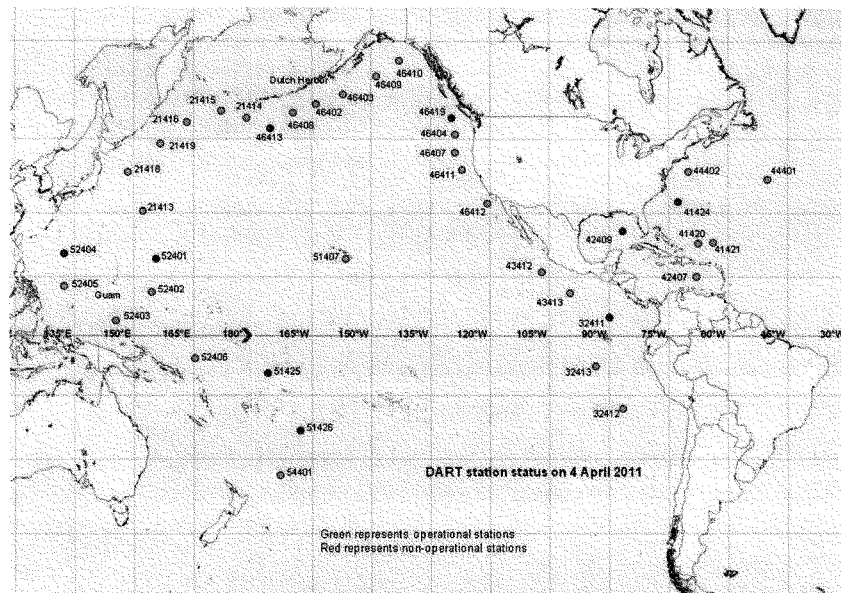 46410
Dutch Harbor
46409
46403
21415
21414
46402
46419
21416
46413
46408
46404
21419
46407
44402
44401
21418
46411
46412
41424
21413
42409
41420
41421
52404
52401
51407
43412
42407
52405
Guam
52402
43413
52403
32411
135°E
150°E
165°E
180°
165°W
150°W
135°W
120°W
105°W
90°W
75°W
60°W
45°W
30°W
52406
51425
32413
32412
51426
54401
DART station status on 4 April 2011
Green represents operational stations
Red represents non-operational stations